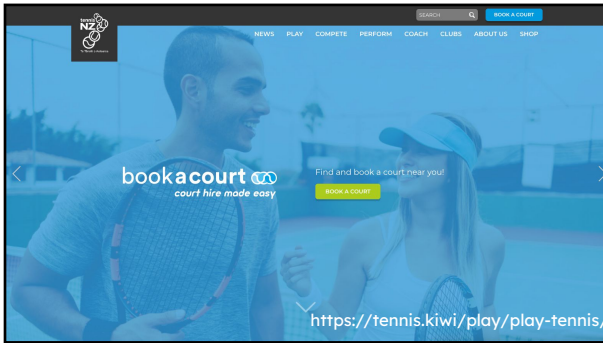 tennis
NZ
SEARCH
BOOK A COURT
NEWS PLAY COMPETE PERFORM COACH CLUBS ABOUT US SHOP
bookacourt
court hire made easy
Find and book a court near you!
BOOK A COURT
https://tennis.kiwi/play/play-tennis/